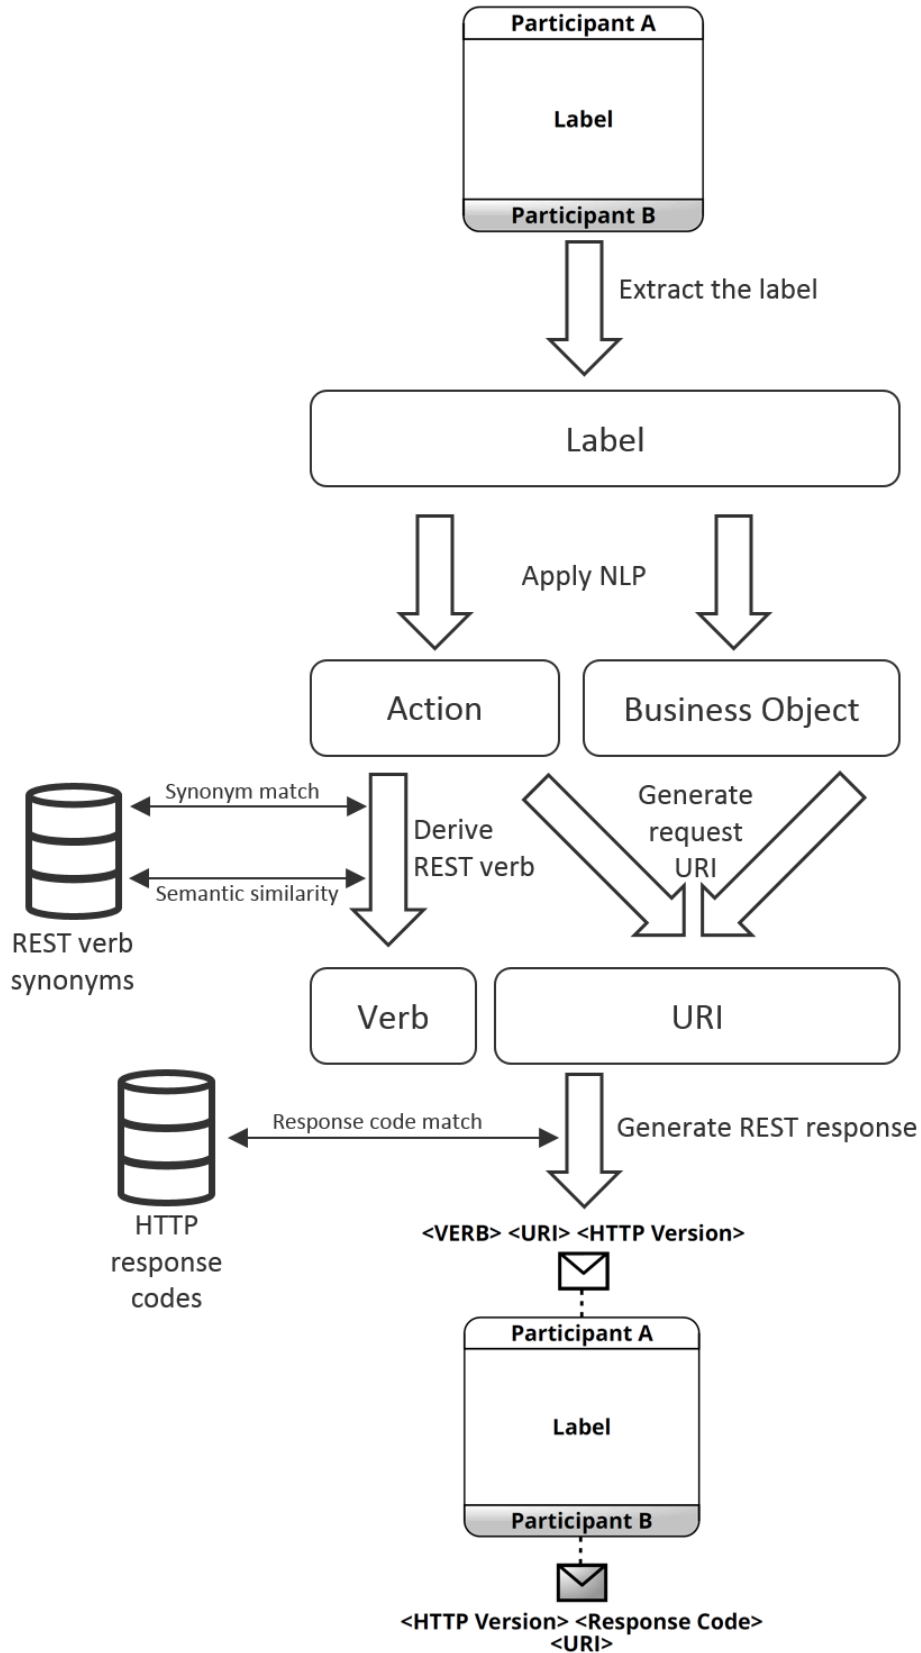 Participant A
Label
Participant B
Extract the label
Label
Apply NLP
Action
Business Object
Synonym match
Semantic similarity
REST verb
synonyms
Derive
REST verb
Generate
request
URI
Verb
URI
Response code match
Generate REST response
HTTP
response
codes
<VERB> <URI> <HTTP Version>
Participant A
Label
Participant B
<HTTP Version> <Response Code>
<URI>